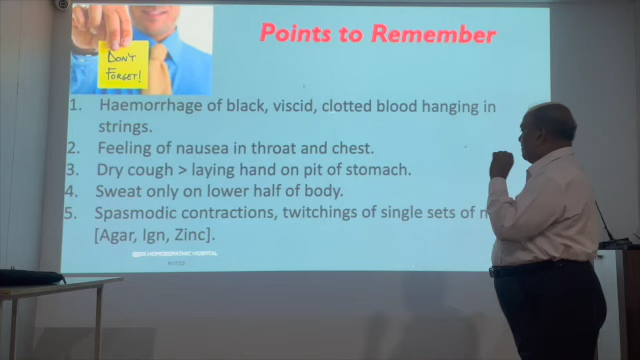 DON'T
FORGET!
Points to Remember
1. Haemorrhage of black, viscid, clotted blood hanging in
strings.
2. Feeling of nausea in throat and chest.
3. Dry cough > laying hand on pit of stomach.
4. Sweat only on lower half of body.
5. Spasmodic contractions, twitchings of single sets of
[Agar, Ign, Zinc].
HOMOEOPATHIC HOSPITAL